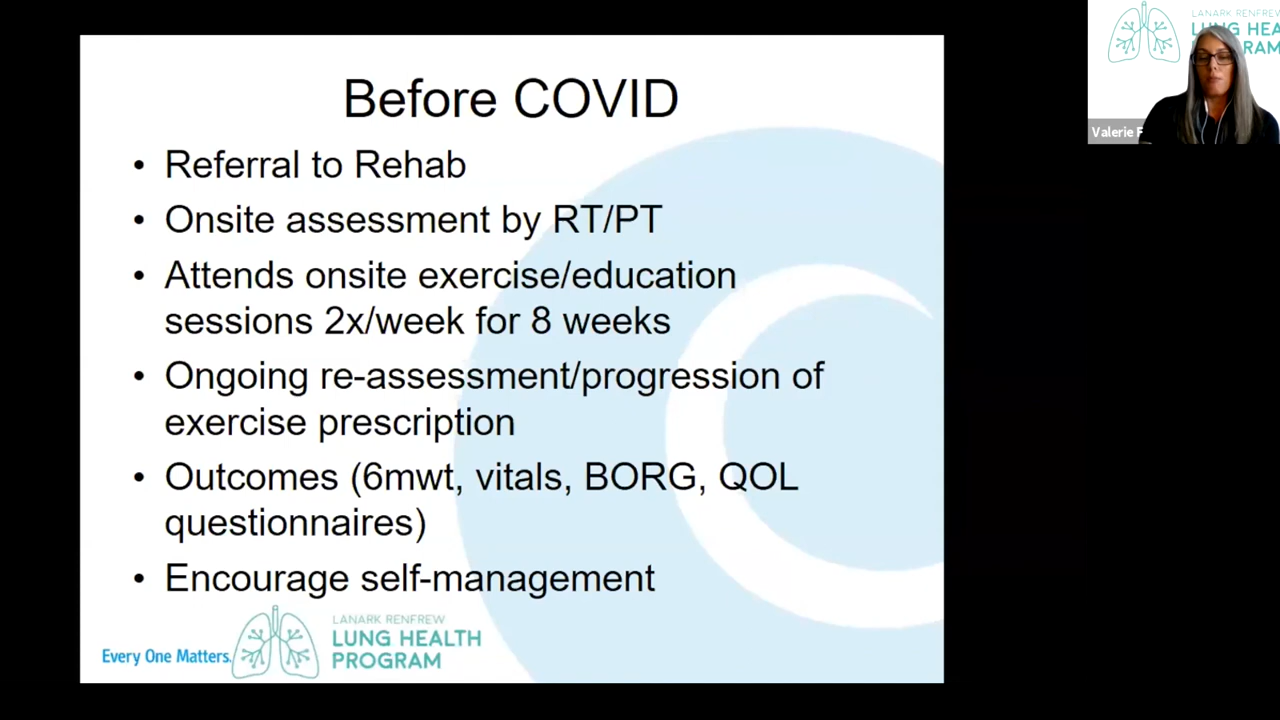 Before COVID
• Referral to Rehab
• Onsite assessment by RT/PT
• Attends onsite exercise/education
sessions 2x/week for 8 weeks
• Ongoing re-assessment/progression of
exercise prescription
• Outcomes (6mwt, vitals, BORG, QOL
questionnaires)
• Encourage self-management
Every One Matters.
LANARK RENFREW
LUNG HEALTH
PROGRAM
LANARK RENFREW
LUNG HEA
P RAM
Valerie F